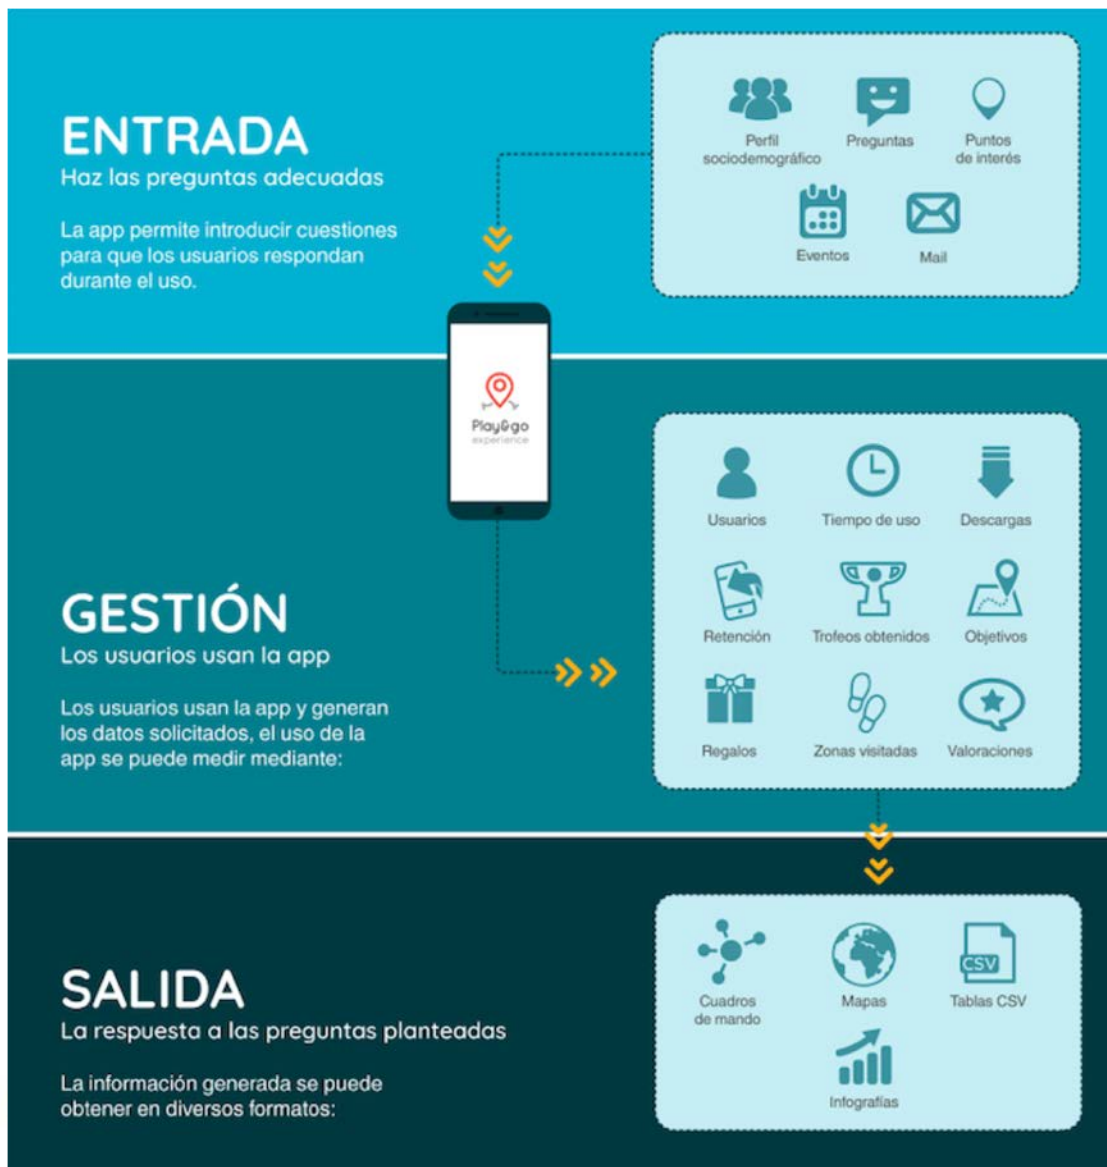 ENTRADA
Haz las preguntas adecuadas
La app permite introducir cuestiones
para que los usuarios respondan
durante el uso.
Perfil
sociodemográfico
Preguntas
Puntos
de interés
Eventos
Mail
Play&go
experience
GESTIÓN
Los usuarios usan la app
Los usuarios usan la app y generan
los datos solicitados, el uso de la
app se puede medir mediante:
Usuarios
Tiempo de uso
Descargas
Retención
Trofeos obtenidos
Objetivos
Regalos
Zonas visitadas
Valoraciones
SALIDA
La respuesta a las preguntas planteadas
La información generada se puede
obtener en diversos formatos:
Cuadros
de mando
Mapas
CSV
Tablas CSV
Infografías